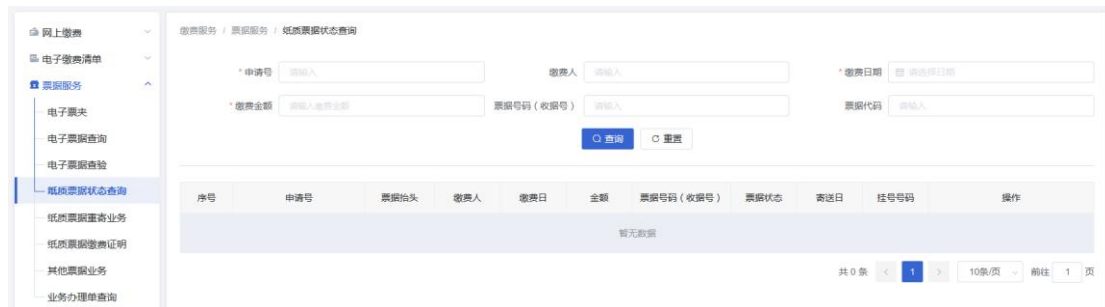 网上缴费
电子缴费清单
票据服务
电子票夹
电子票据查询
电子票据查验
纸质票据状态查询
纸质票据重寄业务
纸质票据缴费证明
其他票据业务
业务办理单查询
缴费服务 / 票据服务 / 纸质票据状态查询
* 申请号 请输入 缴费人 请输入 * 缴费日期 请选择日期
* 缴费金额 请输入缴费金额 票据号码（收据号） 请输入 票据代码 请输入
查询 重置
序号 申请号 票据抬头 缴费人 缴费日 金额 票据号码（收据号） 票据状态 寄送日 挂号号码 操作
暂无数据
共 0 条 < 1 > 10条/页 前往 1 页